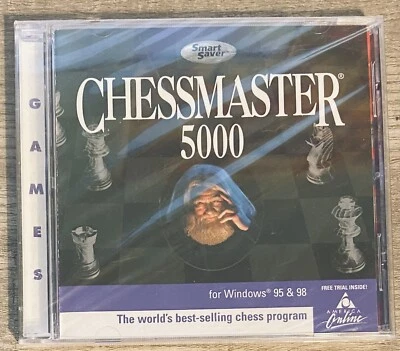 Smart
Saver
GAMES
CHESSMASTER®
5000
for Windows® 95 & 98
FREE TRIAL INSIDE!
AMERICA
Online
The world's best-selling chess program